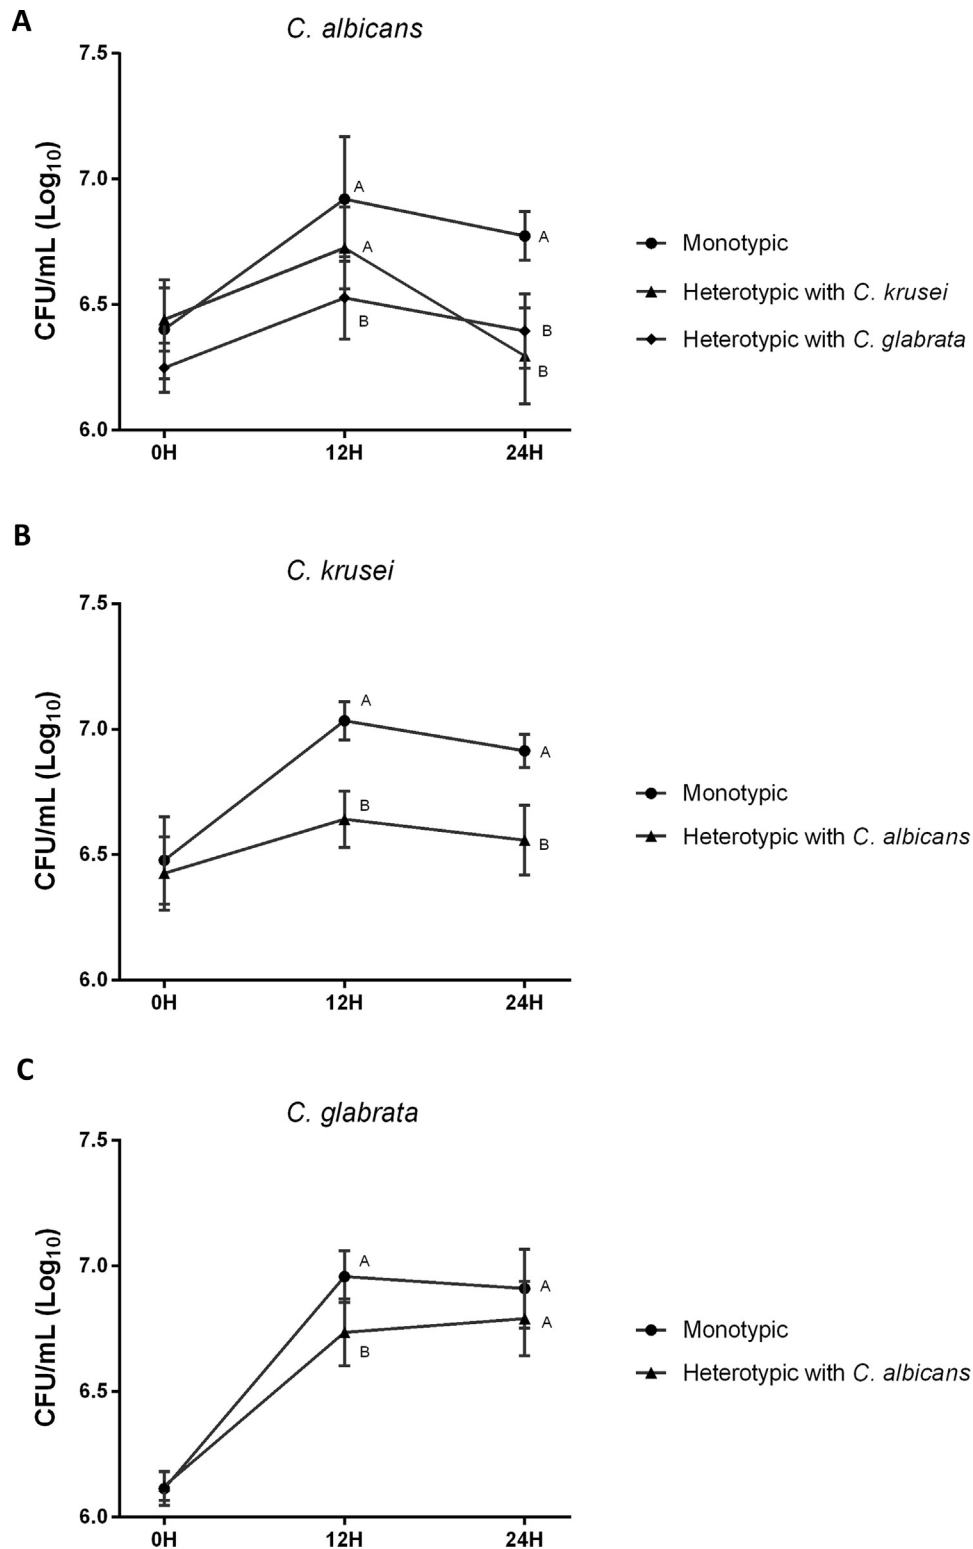 A
C. albicans
7.5
7.0
6.5
6.0
CFU/mL (Log10)
A
A
B
A
B
B
0H 12H 24H
Monotypic
Heterotypic with C. krusei
Heterotypic with C. glabrata
B
C. krusei
7.5
7.0
6.5
6.0
CFU/mL (Log10)
A
B
A
B
0H 12H 24H
Monotypic
Heterotypic with C. albicans
C
C. glabrata
7.5
7.0
6.5
6.0
CFU/mL (Log10)
A
B
A
A
0H 12H 24H
Monotypic
Heterotypic with C. albicans